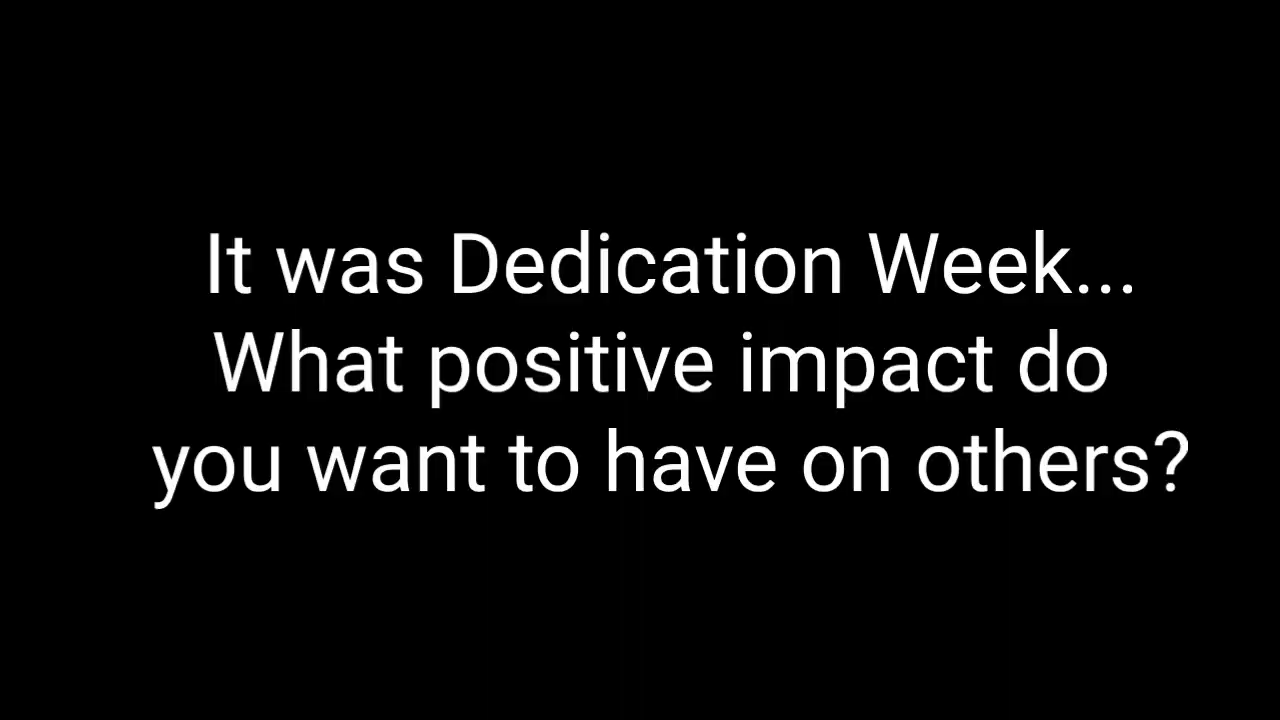 It was Dedication Week...
What positive impact do
you want to have on others?